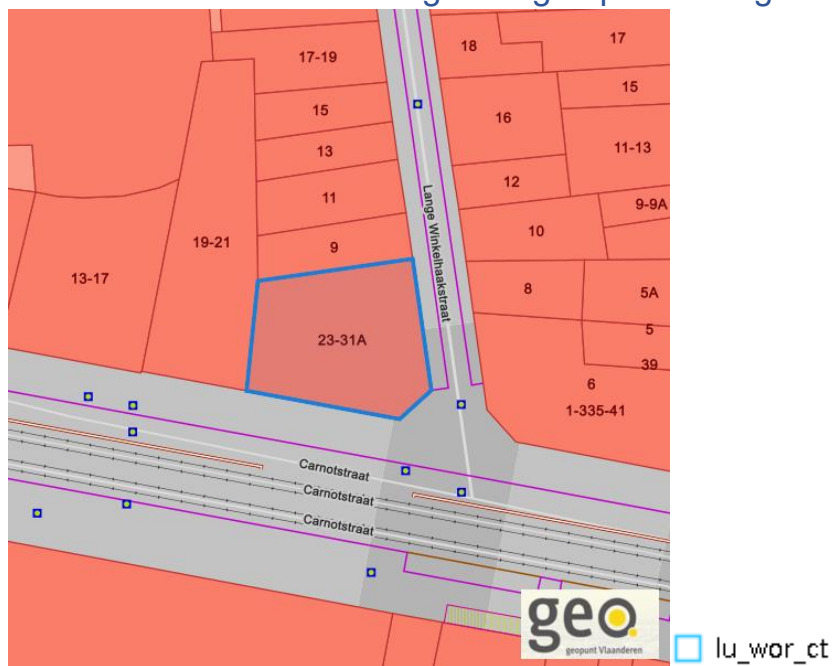 17-19
18
17
15
15
16
13
11-13
12
11
9-9A
Lange Winkelhaakstraat
19-21
10
9
13-17
8
5A
23-31A
5
39
6
1-335-41
Carnotstraat
Carnotstraat
Carnotstraat
geo
geopunt Vlaanderen
lu_wor_ct